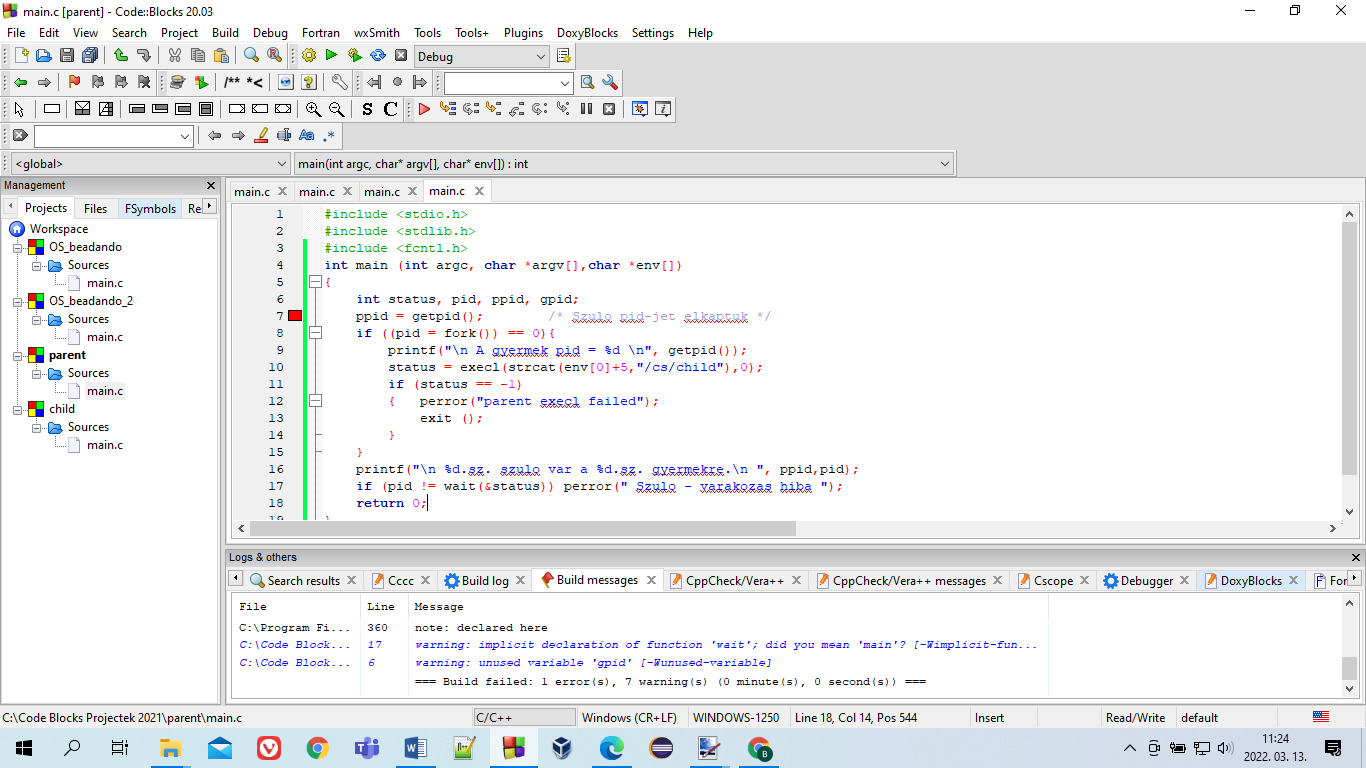 main.c [parent] - Code::Blocks 20.03
File Edit View Search Project Build Debug Fortran wxSmith Tools Tools+ Plugins DoxyBlocks Settings Help
Debug
/** *<
S C
Aa .*
<global> main(int argc, char* argv[], char* env[]) : int
Management
main.c main.c main.c main.c
Projects Files FSymbols Re
Workspace
OS_beadando
Sources
main.c
OS_beadando_2
Sources
main.c
parent
Sources
main.c
child
Sources
main.c
1 #include <stdio.h>
2 #include <stdlib.h>
3 #include <fcntl.h>
4 int main (int argc, char *argv[],char *env[])
5 {
6 int status, pid, ppid, gpid;
7 ppid = getpid(); /* Szulo pid-jet elkaptuk */
8 if ((pid = fork()) == 0){
9 printf("\n A gyermek pid = %d \n", getpid());
10 status = execl(strcat(env[0]+5,"/cs/child"),0);
11 if (status == -1)
12 { perror("parent execl failed");
13 exit ();
14 }
15 }
16 printf("\n %d.sz. szulo var a %d.sz. gyermekre.\n ", ppid,pid);
17 if (pid != wait(&status)) perror(" Szulo - varakozas hiba ");
18 return 0;
19 }
Logs & others
Search results Cccc Build log Build messages CppCheck/Vera++ CppCheck/Vera++ messages Cscope Debugger DoxyBlocks For
File Line Message
C:\Program Fi... 360 note: declared here
C:\Code Block... 17 warning: implicit declaration of function 'wait'; did you mean 'main'? [-Wimplicit-fun...
C:\Code Block... 6 warning: unused variable 'gpid' [-Wunused-variable]
=== Build failed: 1 error(s), 7 warning(s) (0 minute(s), 0 second(s)) ===
C:\Code Blocks Projektek 2021\parent\main.c C/C++ Windows (CR+LF) WINDOWS-1250 Line 18, Col 14, Pos 544 Insert Read/Write default
11:24
2022. 03. 13.